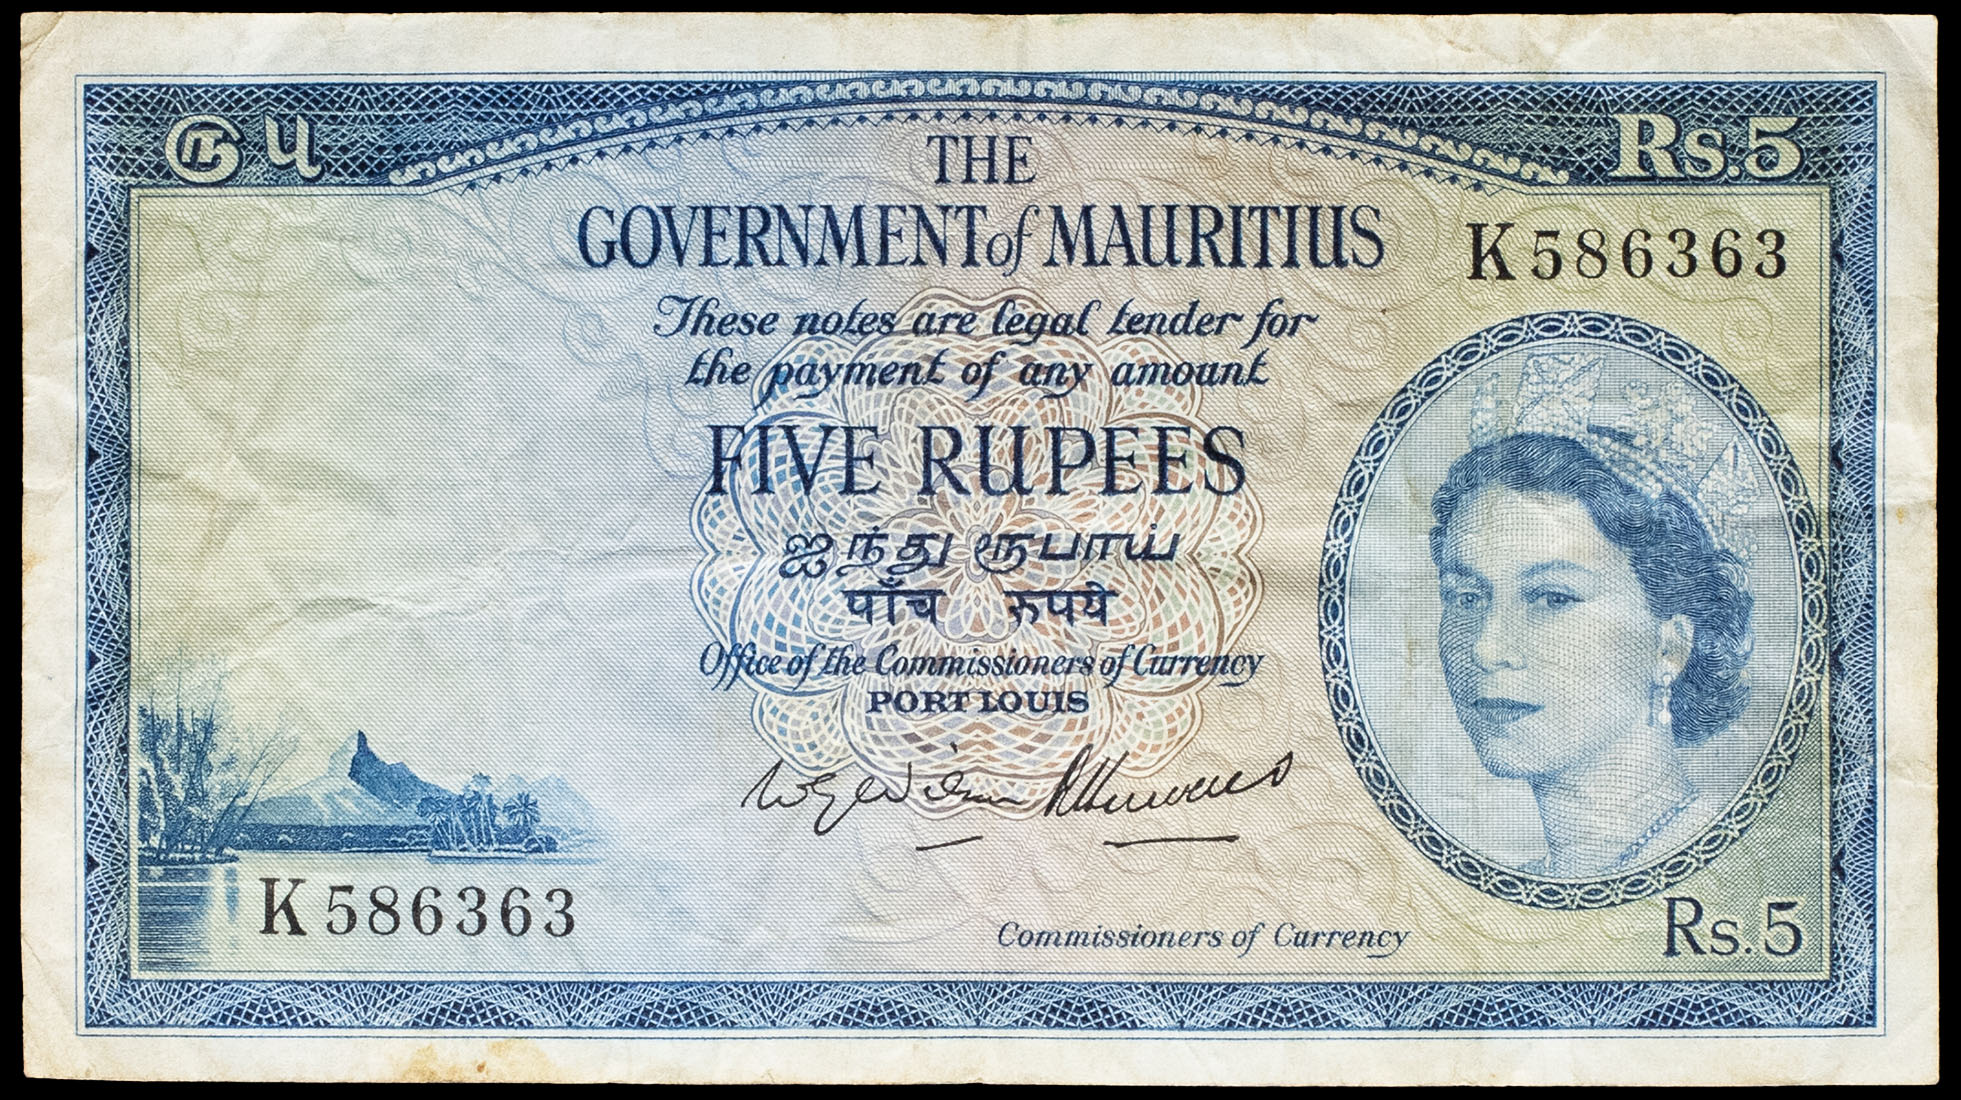 ௫ ૫ Rs.5
THE
GOVERNMENT of MAURITIUS
K586363
These notes are legal tender for
the payment of any amount
FIVE RUPEES
ஐந்து ரூபாய்
पाँच रुपये
Office of the Commissioners of Currency
PORT LOUIS
K586363
Commissioners of Currency
Rs.5